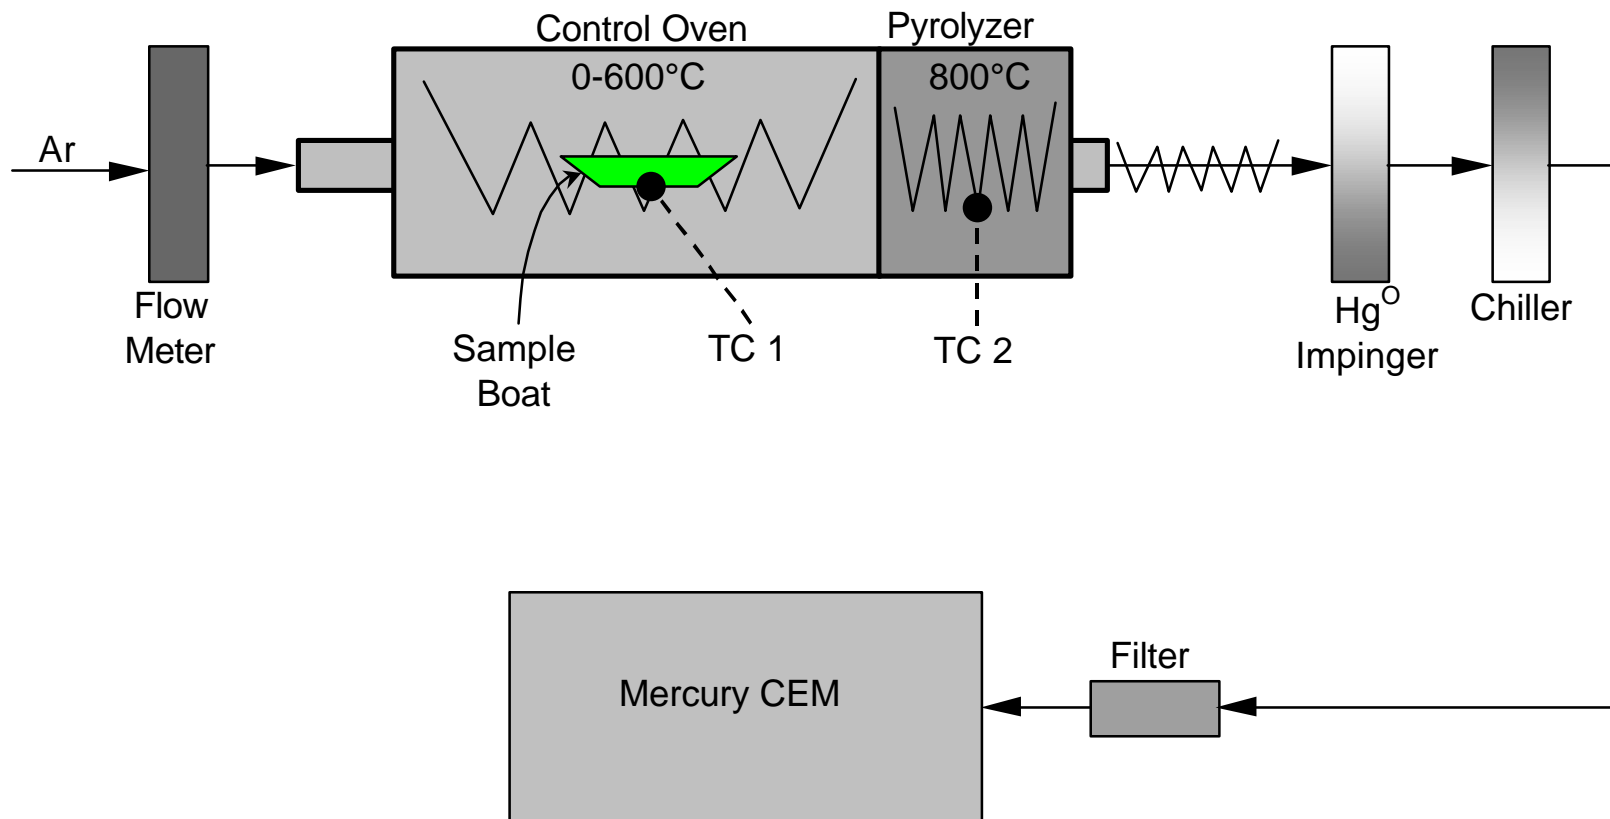 Control Oven
Pyrolyzer
0-600°C
800°C
Ar
Flow
Meter
Sample
Boat
TC 1
TC 2
Hg^O
Impinger
Chiller
Filter
Mercury CEM